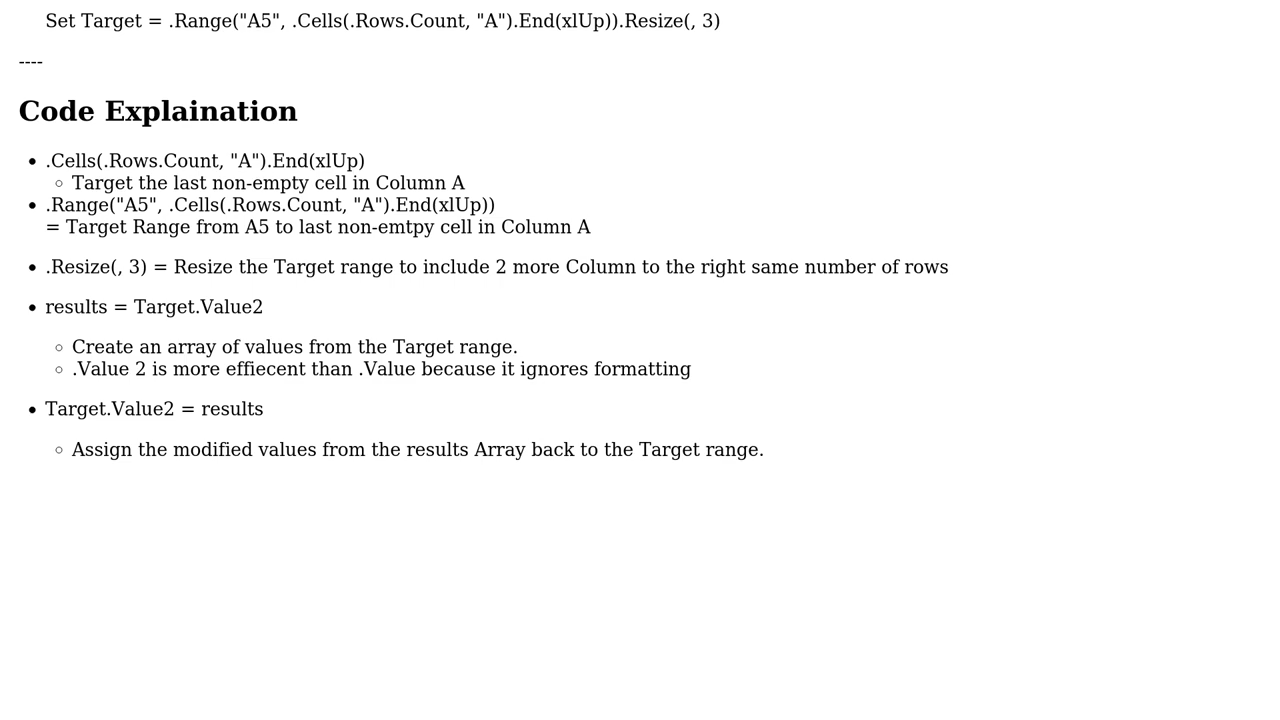 Set Target = .Range("A5", .Cells(.Rows.Count, "A").End(xlUp)).Resize(, 3)
----
Code Explaination
• .Cells(.Rows.Count, "A").End(xlUp)
◦ Target the last non-empty cell in Column A
• .Range("A5", .Cells(.Rows.Count, "A").End(xlUp))
= Target Range from A5 to last non-emtpy cell in Column A
• .Resize(, 3) = Resize the Target range to include 2 more Column to the right same number of rows
• results = Target.Value2
◦ Create an array of values from the Target range.
◦ .Value 2 is more effiecent than .Value because it ignores formatting
• Target.Value2 = results
◦ Assign the modified values from the results Array back to the Target range.